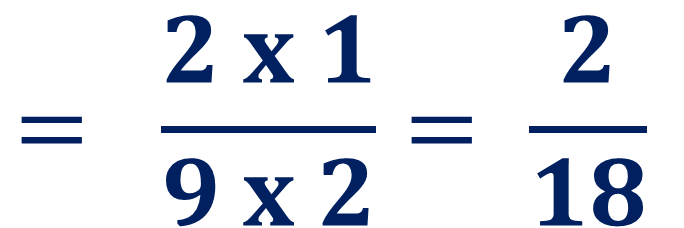 = 2 x 1 / 9 x 2 = 2 / 18